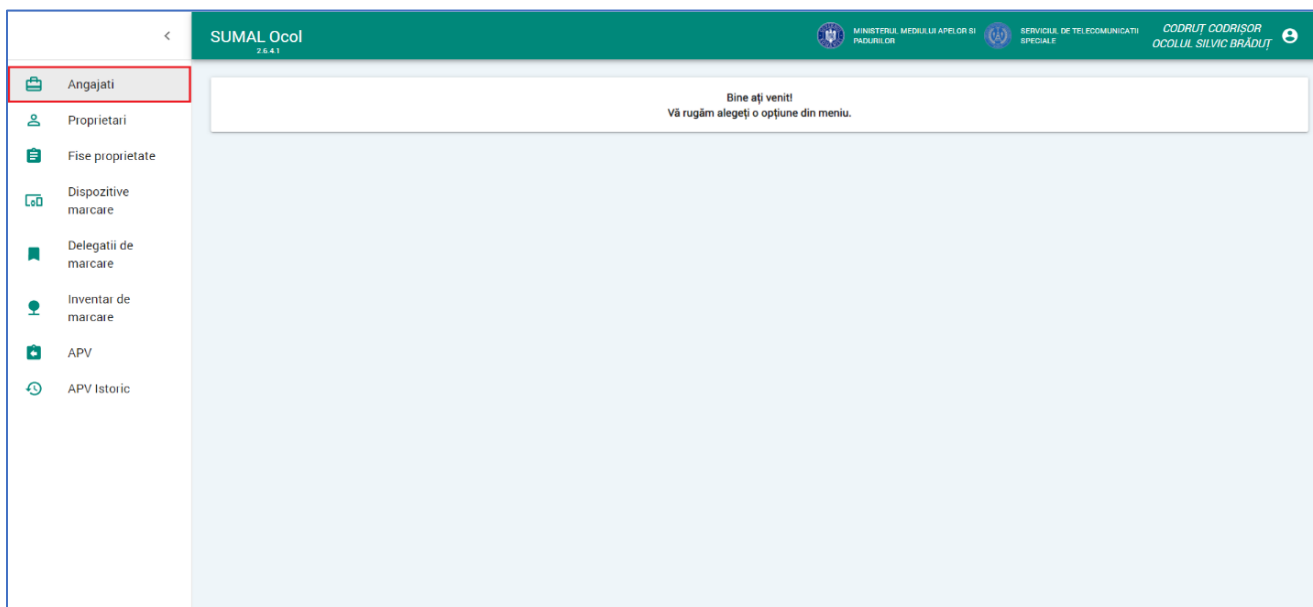 SUMAL Ocol
2.6.4.1
MINISTERUL MEDIULUI APELOR SI
PADURILOR
SERVICIUL DE TELECOMUNICATII
SPECIALE
CODRUȚ CODRIȘOR
OCOLUL SILVIC BRĂDUȚ
Angajati
Proprietari
Fise proprietate
Dispozitive
marcare
Delegatii de
marcare
Inventar de
marcare
APV
APV Istoric
Bine ați venit!
Vă rugăm alegeți o opțiune din meniu.